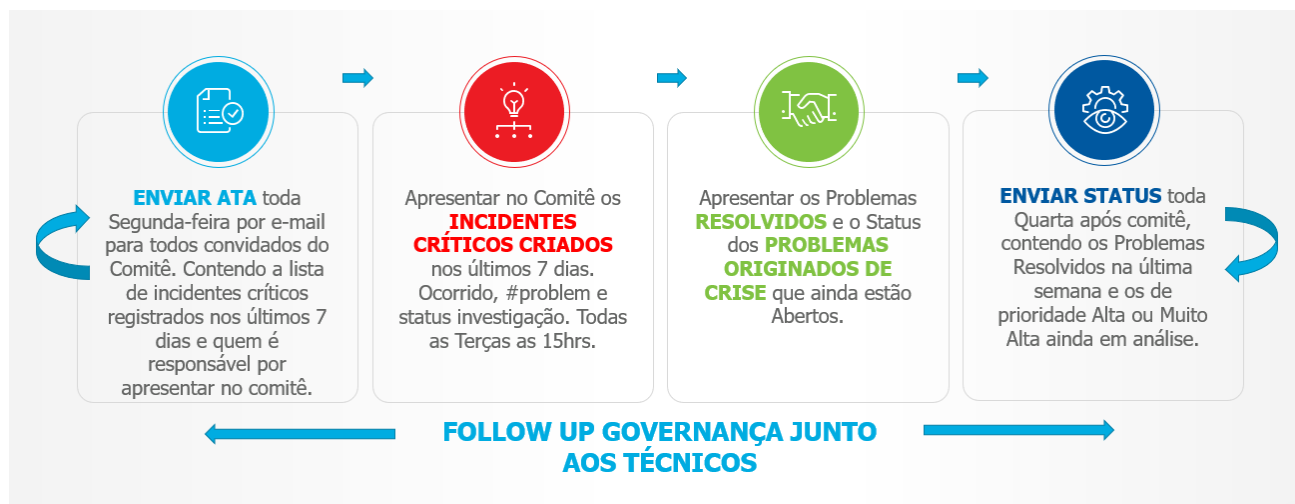 ENVIAR ATA toda
Segunda-feira por e-mail
para todos convidados do
Comitê. Contendo a lista
de incidentes críticos
registrados nos últimos 7
dias e quem é
responsável por
apresentar no comitê.
Apresentar no Comitê os
INCIDENTES
CRÍTICOS CRIADOS
nos últimos 7 dias.
Ocorrido, #problem e
status investigação. Todas
as Terças as 15hrs.
Apresentar os Problemas
RESOLVIDOS e o Status
dos PROBLEMAS
ORIGINADOS DE
CRISE que ainda estão
Abertos.
ENVIAR STATUS toda
Quarta após comitê,
contendo os Problemas
Resolvidos na última
semana e os de
prioridade Alta ou Muito
Alta ainda em análise.
FOLLOW UP GOVERNANÇA JUNTO
AOS TÉCNICOS